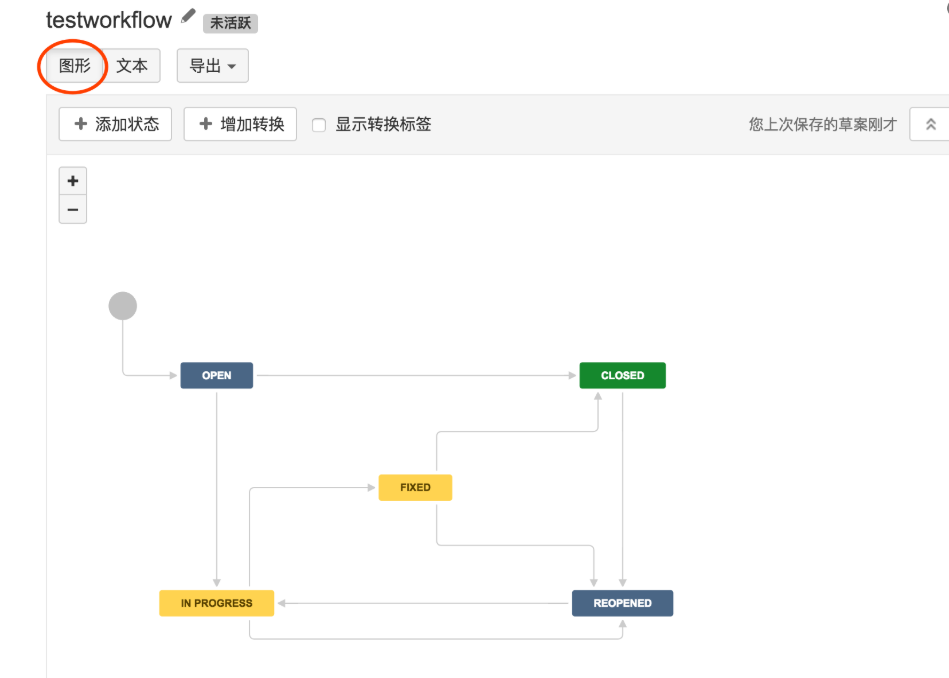 testworkflow 未活跃
图形 文本 导出
+ 添加状态 + 增加转换 显示转换标签 您上次保存的草案刚才
+
−
OPEN CLOSED
FIXED
IN PROGRESS REOPENED